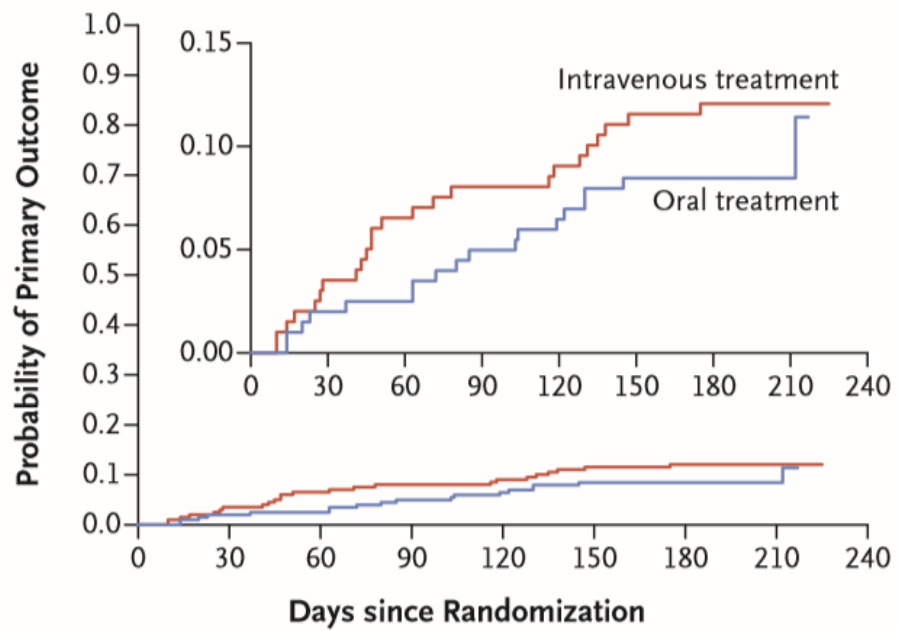 Probability of Primary Outcome
1.0
0.9
0.8
0.7
0.6
0.5
0.4
0.3
0.2
0.1
0.0
0.15
0.10
0.05
0.00
Intravenous treatment
Oral treatment
0 30 60 90 120 150 180 210 240
0 30 60 90 120 150 180 210 240
Days since Randomization